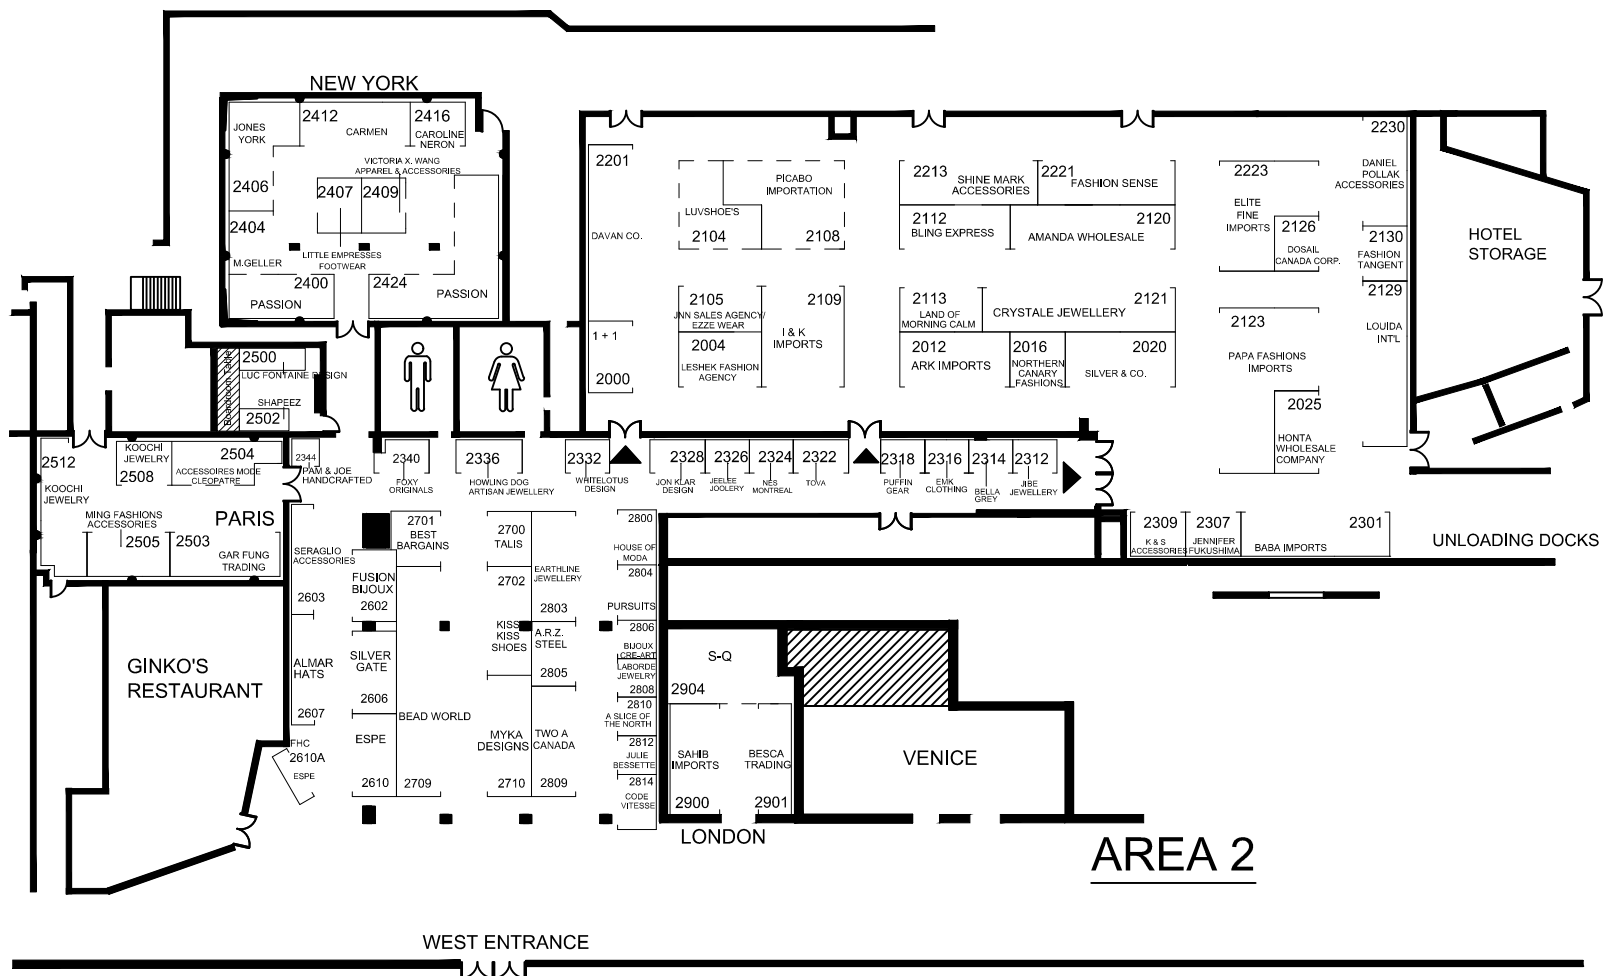 NEW YORK
JONES
YORK
2412
CARMEN
2416
CAROLINE
NERON
VICTORIA X. WANG
APPAREL & ACCESSORIES
2406
2407
2409
2404
M.GELLER
LITTLE EMPRESSES
FOOTWEAR
2400
2424
PASSION
PASSION
2201
DAVAN CO.
1 + 1
2000
PICABO
IMPORTATION
LUVSHOE'S
2104
2108
2213
SHINE MARK
ACCESSORIES
2221
FASHION SENSE
2112
BLING EXPRESS
2120
AMANDA WHOLESALE
2223
ELITE
FINE
IMPORTS
2126
DOSAIL
CANADA CORP.
2230
DANIEL
POLLAK
ACCESSORIES
2130
FASHION
TANGENT
2129
LOUIDA
INT'L
HOTEL
STORAGE
2105
JNN SALES AGENCY/
EZZE WEAR
2004
LESHEK FASHION
AGENCY
2109
I & K
IMPORTS
2113
LAND OF
MORNING CALM
2121
CRYSTALE JEWELLERY
2012
ARK IMPORTS
2016
NORTHERN
CANARY
FASHIONS
2020
SILVER & CO.
2123
PAPA FASHIONS
IMPORTS
2025
HONTA
WHOLESALE
COMPANY
Boardroom Table
2500
LUC FONTAINE DESIGN
SHAPEEZ
2502
2512
KOOCHI
JEWELRY
KOOCHI
JEWELRY
2508
2504
ACCESSOIRES MODE
CLEOPATRE
MING FASHIONS
ACCESSORIES
2505
2503
PARIS
GAR FUNG
TRADING
2344
PAM & JOE
HANDCRAFTED
2340
FOXY
ORIGINALS
2336
HOWLING DOG
ARTISAN JEWELLERY
2332
WHITELOTUS
DESIGN
2328
JON KLAR
DESIGN
2326
JEELEE
JOOLERY
2324
NES
MONTREAL
2322
TOVA
2318
PUFFIN
GEAR
2316
EMK
CLOTHING
2314
BELLA
GREY
2312
JIBE
JEWELLERY
2309
K & S
ACCESSORIES
2307
JENNIFER
FUKUSHIMA
2301
BABA IMPORTS
UNLOADING DOCKS
SERAGLIO
ACCESSORIES
2603
ALMAR
HATS
2607
FHC
2610A
ESPE
FUSION
BIJOUX
2602
SILVER
GATE
2606
ESPE
2610
2701
BEST
BARGAINS
BEAD WORLD
2709
2700
TALIS
2702
KISS
KISS
SHOES
MYKA
DESIGNS
2710
EARTHLINE
JEWELLERY
2803
A.R.Z.
STEEL
2805
TWO A
CANADA
2809
2800
HOUSE OF
MODA
2804
PURSUITS
2806
BIJOUX
CRE-ART
LABORDE
JEWELRY
2808
2810
A SLICE OF
THE NORTH
2812
JULIE
BESSETTE
2814
CODE
VITESSE
S-Q
2904
SAHIB
IMPORTS
2900
BESCA
TRADING
2901
LONDON
VENICE
GINKO'S
RESTAURANT
AREA 2
WEST ENTRANCE